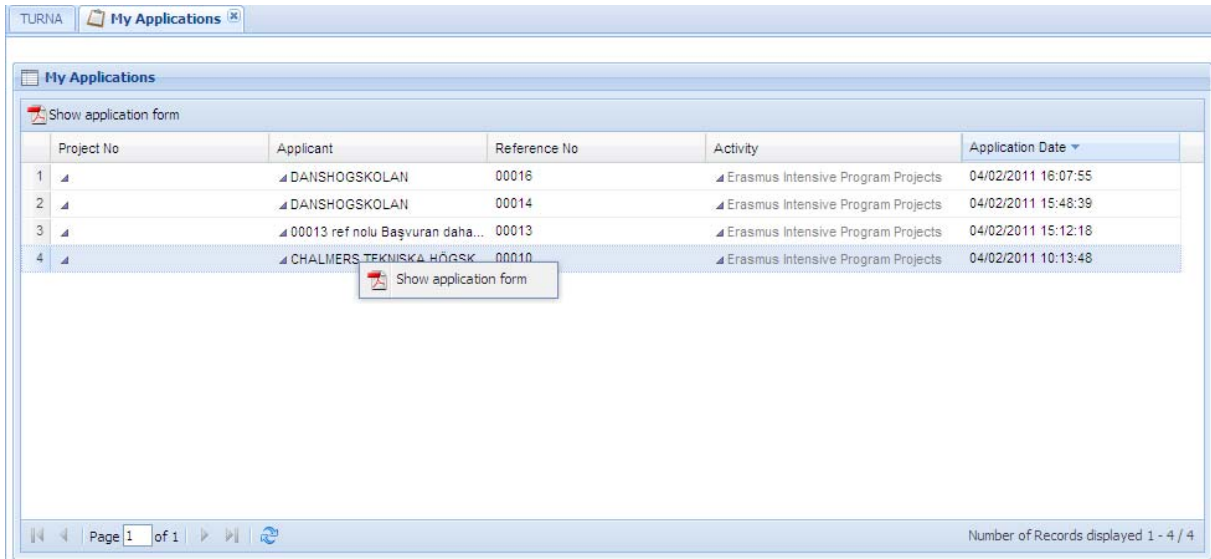 TURNA My Applications
My Applications
Show application form
Project No Applicant Reference No Activity Application Date
1 DANSHOGSKOLAN 00016 Erasmus Intensive Program Projects 04/02/2011 16:07:55
2 DANSHOGSKOLAN 00014 Erasmus Intensive Program Projects 04/02/2011 15:48:39
3 00013 ref nolu Başvuran daha... 00013 Erasmus Intensive Program Projects 04/02/2011 15:12:18
4 CHALMERS TEKNISKA HÖGSK... 00010 Erasmus Intensive Program Projects 04/02/2011 10:13:48
Show application form
Page 1 of 1 Number of Records displayed 1 - 4 / 4